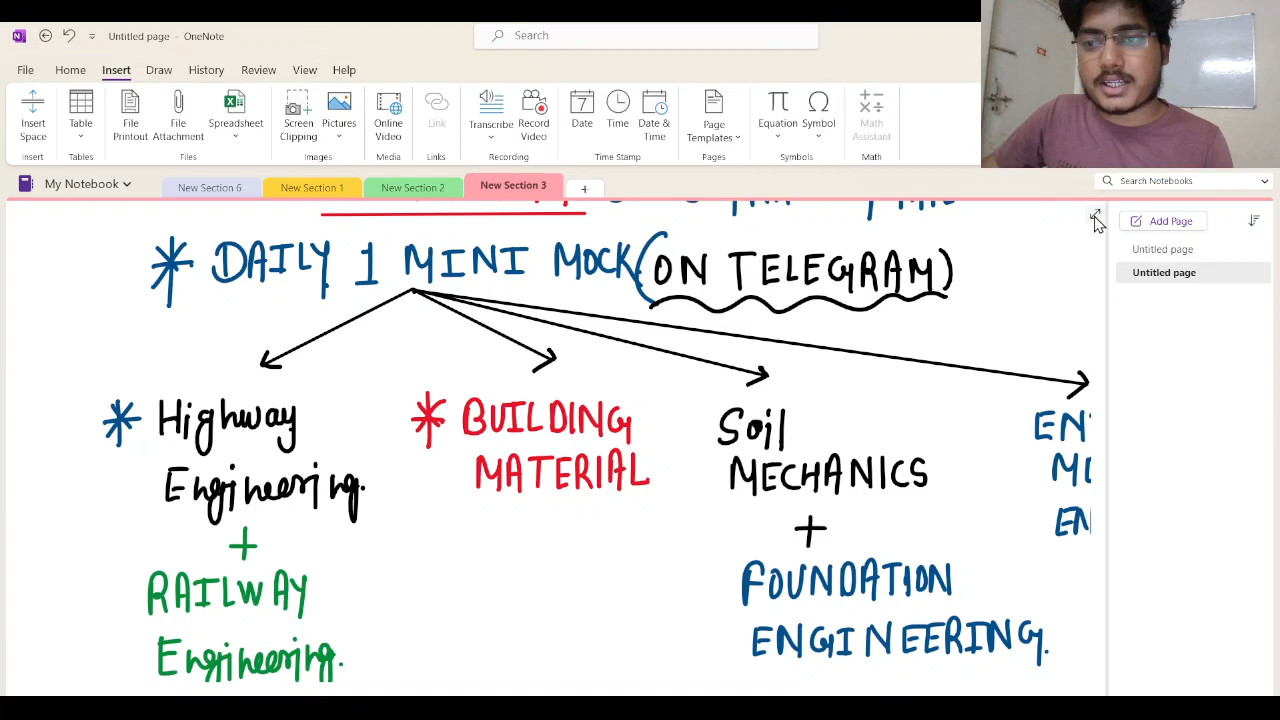 Untitled page - OneNote
Search
File Home Insert Draw History Review View Help
Insert Space
Table
File Printout
File Attachment
Spreadsheet
Screen Clipping
Pictures
Online Video
Link
Transcribe
Record Video
Date
Time
Date & Time
Page Templates
Equation
Symbol
Math Assistant
Insert Tables Files Images Media Links Recording Time Stamp Pages Symbols Math
My Notebook
New Section 6
New Section 1
New Section 2
New Section 3
Search Notebooks
Add Page
Untitled page
Untitled page
DAILY 1 MINI MOCK (ON TELEGRAM)
Highway
Engineering.
+
RAILWAY
Engineering.
BUILDING
MATERIAL
Soil
MECHANICS
+
FOUNDATION
ENGINEERING.